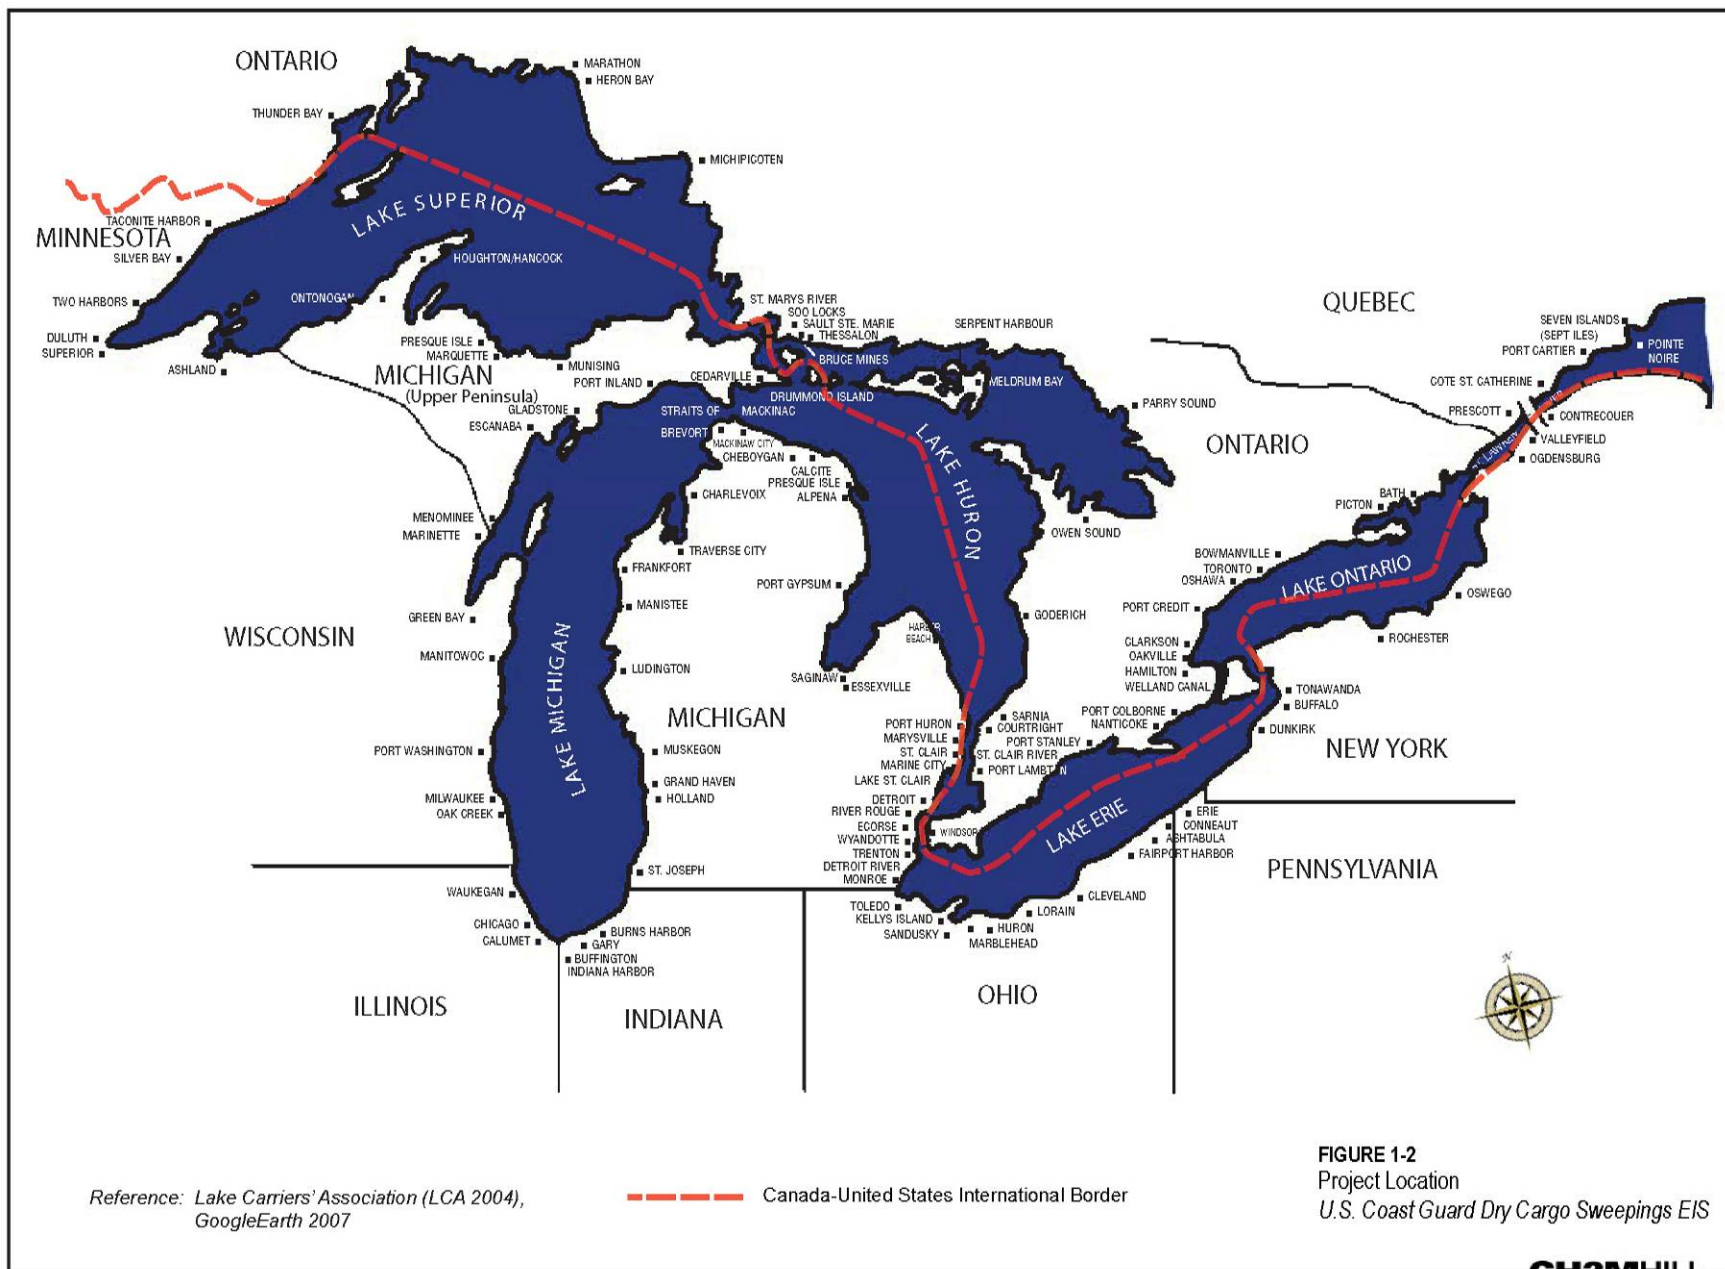 ONTARIO
MARATHON
HERON BAY
THUNDER BAY
MICHIPICOTEN
LAKE SUPERIOR
TACONITE HARBOR
MINNESOTA
SILVER BAY
HOUGHTON/HANCOCK
TWO HARBORS
ONTONOGAN
DULUTH
SUPERIOR
ASHLAND
PRESQUE ISLE
MARQUETTE
MUNISING
MICHIGAN
(Upper Peninsula)
PORT INLAND
GLADSTONE
ESCANABA
ST. MARYS RIVER
SOO LOCKS
SAULT STE. MARIE
THESSALON
BRUCE MINES
SERPENT HARBOUR
CEDARVILLE
DRUMMOND ISLAND
MELDRUM BAY
STRAITS OF MACKINAC
BREVORT
MACKINAW CITY
CHEBOYGAN
CALCITE
PRESQUE ISLE
ALPENA
CHARLEVOIX
PARRY SOUND
ONTARIO
LAKE HURON
OWEN SOUND
QUEBEC
SEVEN ISLANDS
(SEPT ILES)
PORT CARTIER
POINTE
NOIRE
COTE ST. CATHERINE
PRESCOTT
CONTRECOUER
VALLEYFIELD
OGDENSBURG
BATH
PICTON
BOWMANVILLE
TORONTO
OSHAWA
LAKE ONTARIO
OSWEGO
PORT CREDIT
ROCHESTER
CLARKSON
OAKVILLE
HAMILTON
WELLAND CANAL
TONAWANDA
BUFFALO
DUNKIRK
NEW YORK
MENOMINEE
MARINETTE
TRAVERSE CITY
FRANKFORT
PORT GYPSUM
MANISTEE
GREEN BAY
WISCONSIN
MANITOWOC
LAKE MICHIGAN
LUDINGTON
HARBER
BEACH
GODERICH
SAGINAW
ESSEXVILLE
MICHIGAN
PORT WASHINGTON
MUSKEGON
GRAND HAVEN
HOLLAND
MILWAUKEE
OAK CREEK
PORT HURON
MARYSVILLE
ST. CLAIR
MARINE CITY
LAKE ST. CLAIR
SARNIA
COURTRIGHT
ST. CLAIR RIVER
PORT LAMBTON
PORT COLBORNE
NANTICOKE
PORT STANLEY
DETROIT
RIVER ROUGE
ECORSE
WYANDOTTE
TRENTON
DETROIT RIVER
MONROE
WINDSOR
LAKE ERIE
ERIE
CONNEAUT
ASHTABULA
FAIRPORT HARBOR
PENNSYLVANIA
ST. JOSEPH
WAUKEGAN
CHICAGO
CALUMET
BURNS HARBOR
GARY
BUFFINGTON
INDIANA HARBOR
TOLEDO
KELLYS ISLAND
SANDUSKY
HURON
MARBLEHEAD
LORAIN
CLEVELAND
ILLINOIS
INDIANA
OHIO
N
Reference: Lake Carriers' Association (LCA 2004),
GoogleEarth 2007
Canada-United States International Border
FIGURE 1-2
Project Location
U.S. Coast Guard Dry Cargo Sweepings EIS
CH2MHILL